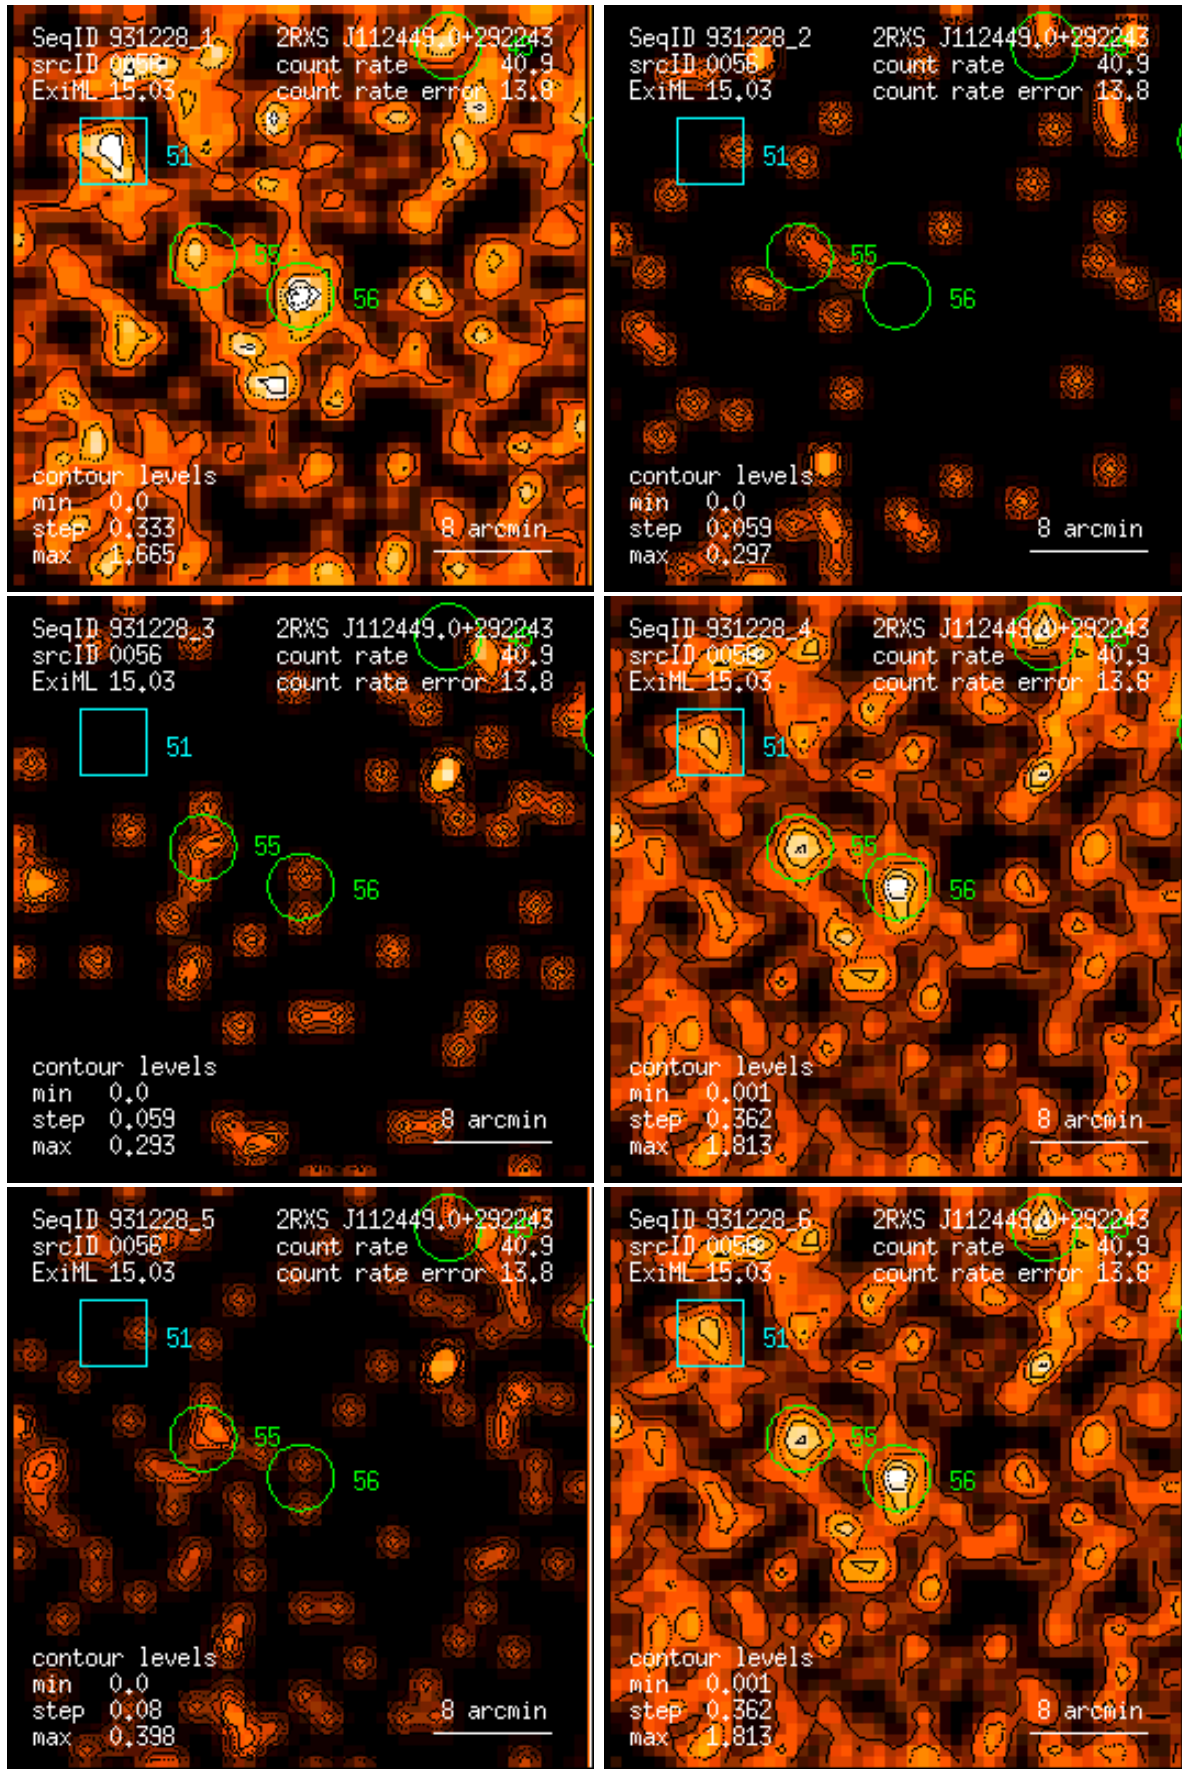 SeqID 931228_1 2RXS J112449.0+292243
srcID 0056 count rate 40.9
ExiML 15.03 count rate error 13.8
51
55
56
contour levels
min 0.0
step 0.333
max 1.665
8 arcmin
SeqID 931228_2 2RXS J112449.0+292243
srcID 0056 count rate 40.9
ExiML 15.03 count rate error 13.8
51
55
56
contour levels
min 0.0
step 0.059
max 0.297
8 arcmin
SeqID 931228_3 2RXS J112449.0+292243
srcID 0056 count rate 40.9
ExiML 15.03 count rate error 13.8
51
55
56
contour levels
min 0.0
step 0.059
max 0.293
8 arcmin
SeqID 931228_4 2RXS J112449.0+292243
srcID 0056 count rate 40.9
ExiML 15.03 count rate error 13.8
51
55
56
contour levels
min 0.001
step 0.362
max 1.813
8 arcmin
SeqID 931228_5 2RXS J112449.0+292243
srcID 0056 count rate 40.9
ExiML 15.03 count rate error 13.8
51
55
56
contour levels
min 0.0
step 0.08
max 0.398
8 arcmin
SeqID 931228_6 2RXS J112449.0+292243
srcID 0056 count rate 40.9
ExiML 15.03 count rate error 13.8
51
55
56
contour levels
min 0.001
step 0.362
max 1.813
8 arcmin